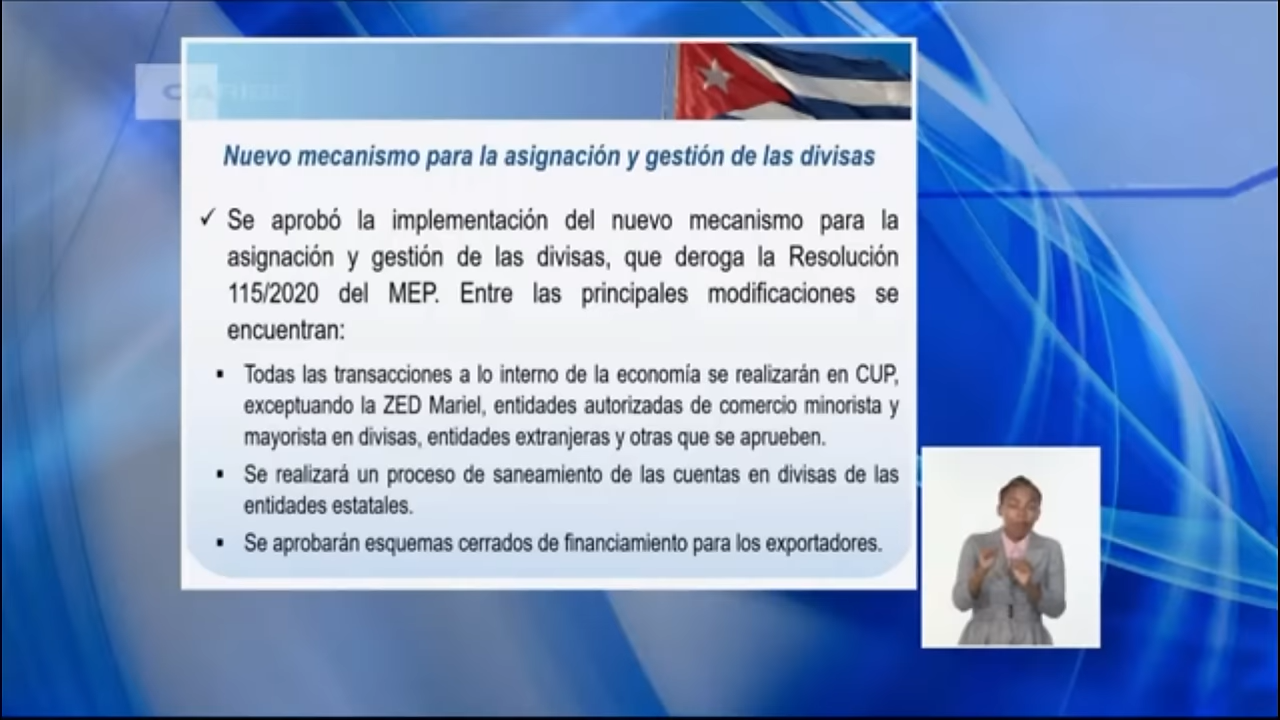 CARIBE
Nuevo mecanismo para la asignación y gestión de las divisas
✓ Se aprobó la implementación del nuevo mecanismo para la
asignación y gestión de las divisas, que deroga la Resolución
115/2020 del MEP. Entre las principales modificaciones se
encuentran:
▪ Todas las transacciones a lo interno de la economía se realizarán en CUP,
exceptuando la ZED Mariel, entidades autorizadas de comercio minorista y
mayorista en divisas, entidades extranjeras y otras que se aprueben.
▪ Se realizará un proceso de saneamiento de las cuentas en divisas de las
entidades estatales.
▪ Se aprobarán esquemas cerrados de financiamiento para los exportadores.